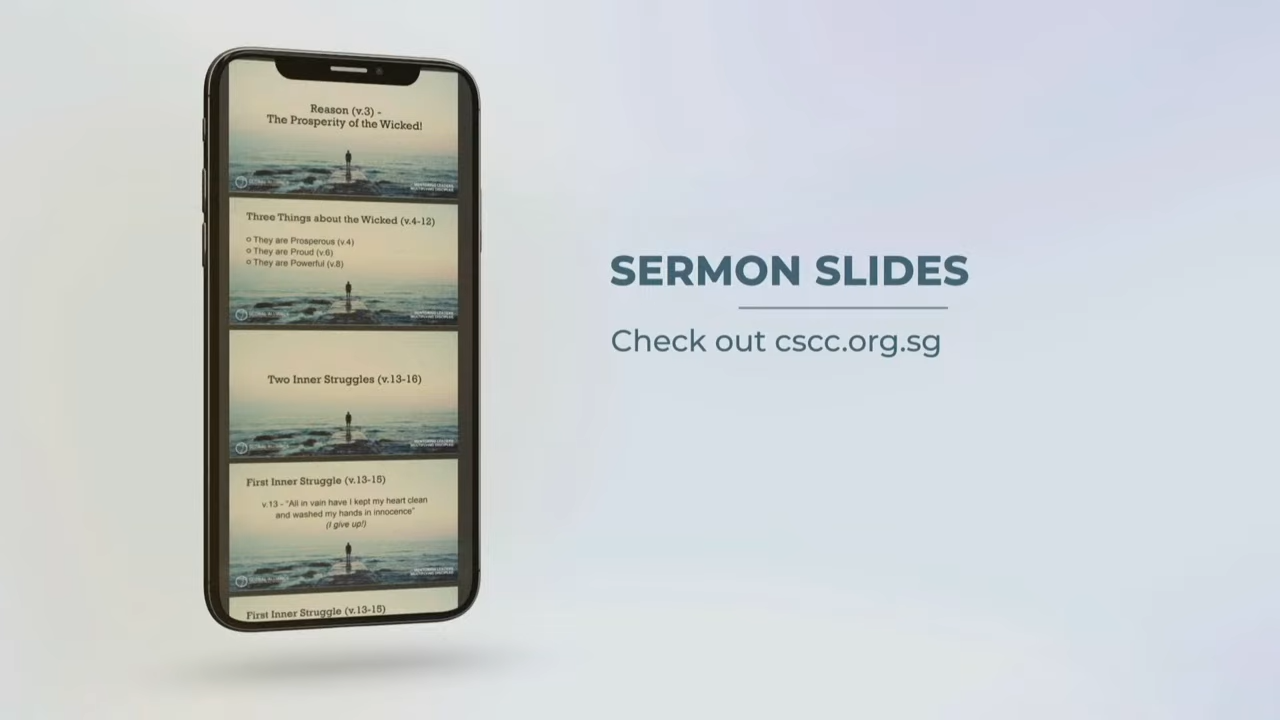 Reason (v.3) -
The Prosperity of the Wicked!
Three Things about the Wicked (v.4-12)
They are Prosperous (v.4)
They are Proud (v.6)
They are Powerful (v.8)
Two Inner Struggles (v.13-16)
First Inner Struggle (v.13-15)
v.13 - "All in vain have I kept my heart clean
and washed my hands in innocence"
(I give up!)
First Inner Struggle (v.13-15)
SERMON SLIDES
Check out cscc.org.sg